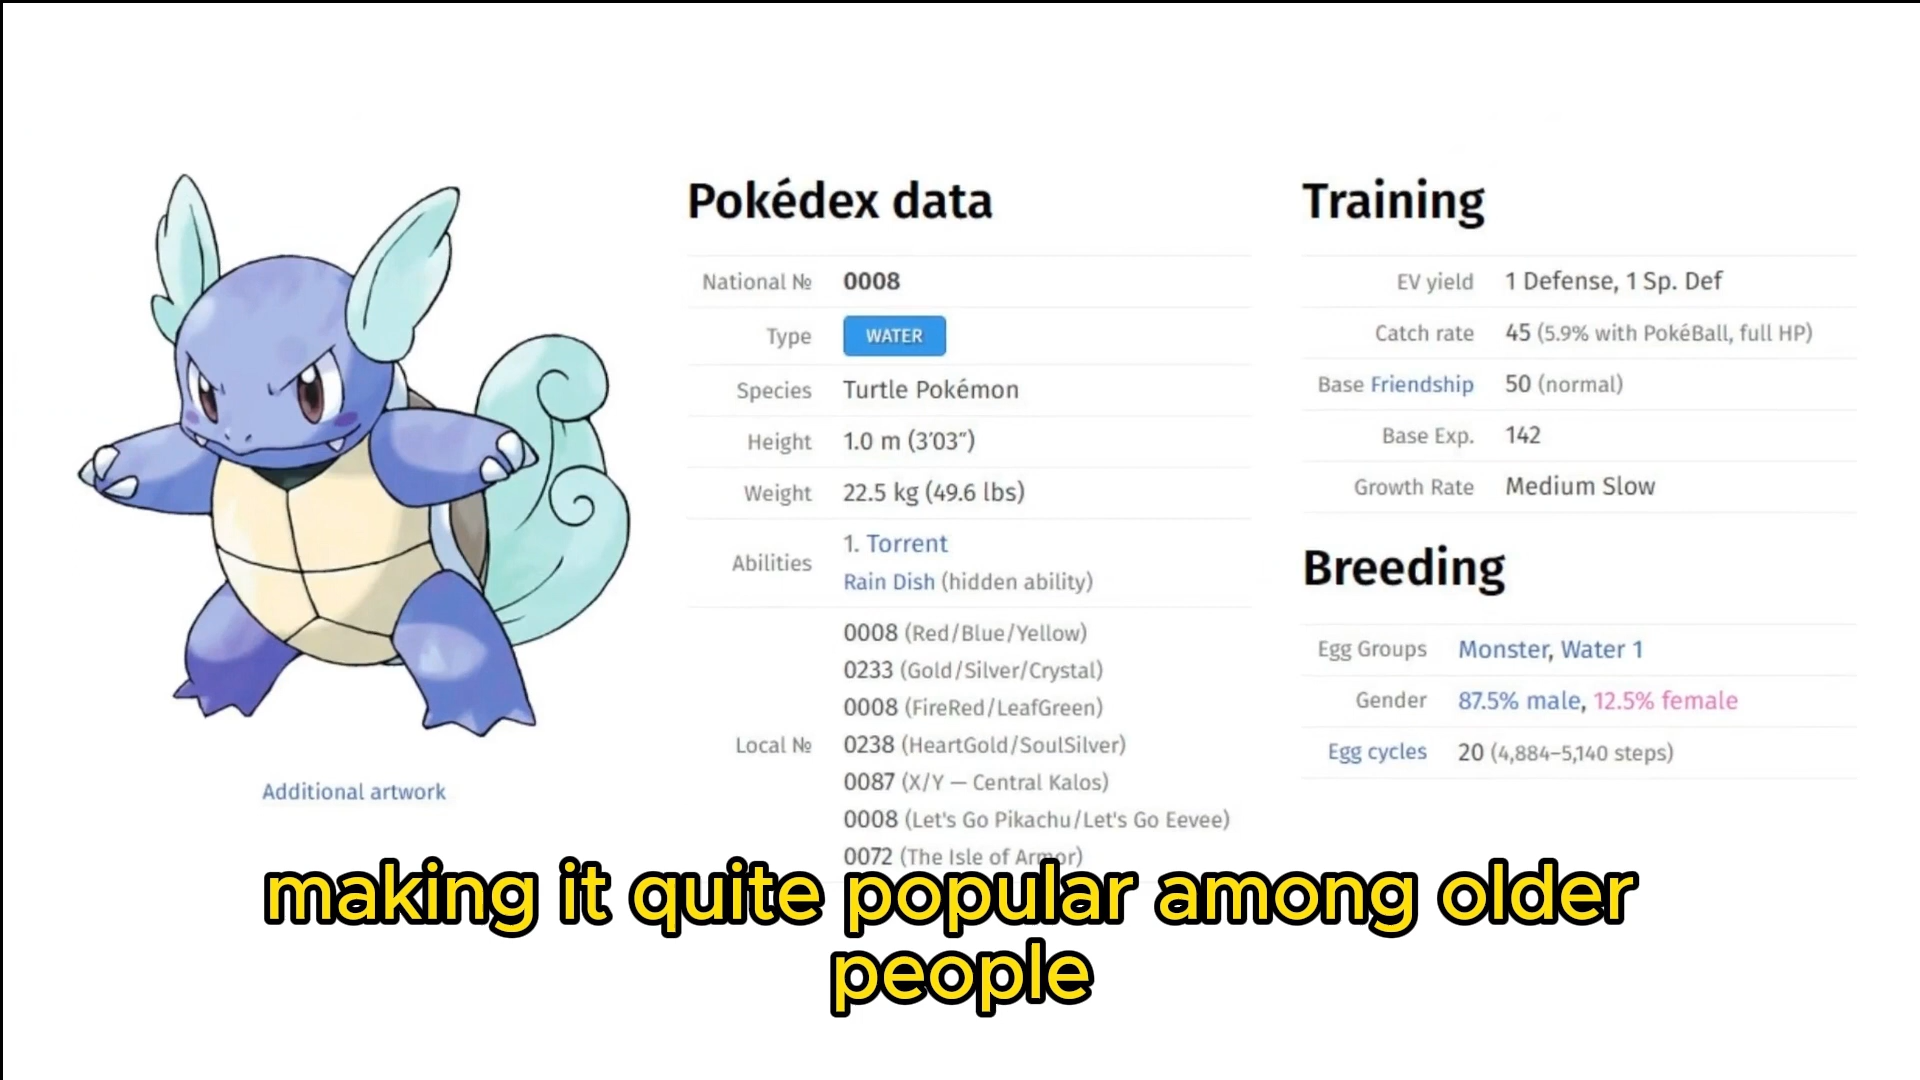 Pokédex data
National № 0008
Type WATER
Species Turtle Pokémon
Height 1.0 m (3′03″)
Weight 22.5 kg (49.6 lbs)
Abilities 1. Torrent
Rain Dish (hidden ability)
Local № 0008 (Red/Blue/Yellow)
0233 (Gold/Silver/Crystal)
0008 (FireRed/LeafGreen)
0238 (HeartGold/SoulSilver)
0087 (X/Y — Central Kalos)
0008 (Let's Go Pikachu/Let's Go Eevee)
0072 (The Isle of Armor)
Training
EV yield 1 Defense, 1 Sp. Def
Catch rate 45 (5.9% with PokéBall, full HP)
Base Friendship 50 (normal)
Base Exp. 142
Growth Rate Medium Slow
Breeding
Egg Groups Monster, Water 1
Gender 87.5% male, 12.5% female
Egg cycles 20 (4,884–5,140 steps)
Additional artwork
making it quite popular among older
people